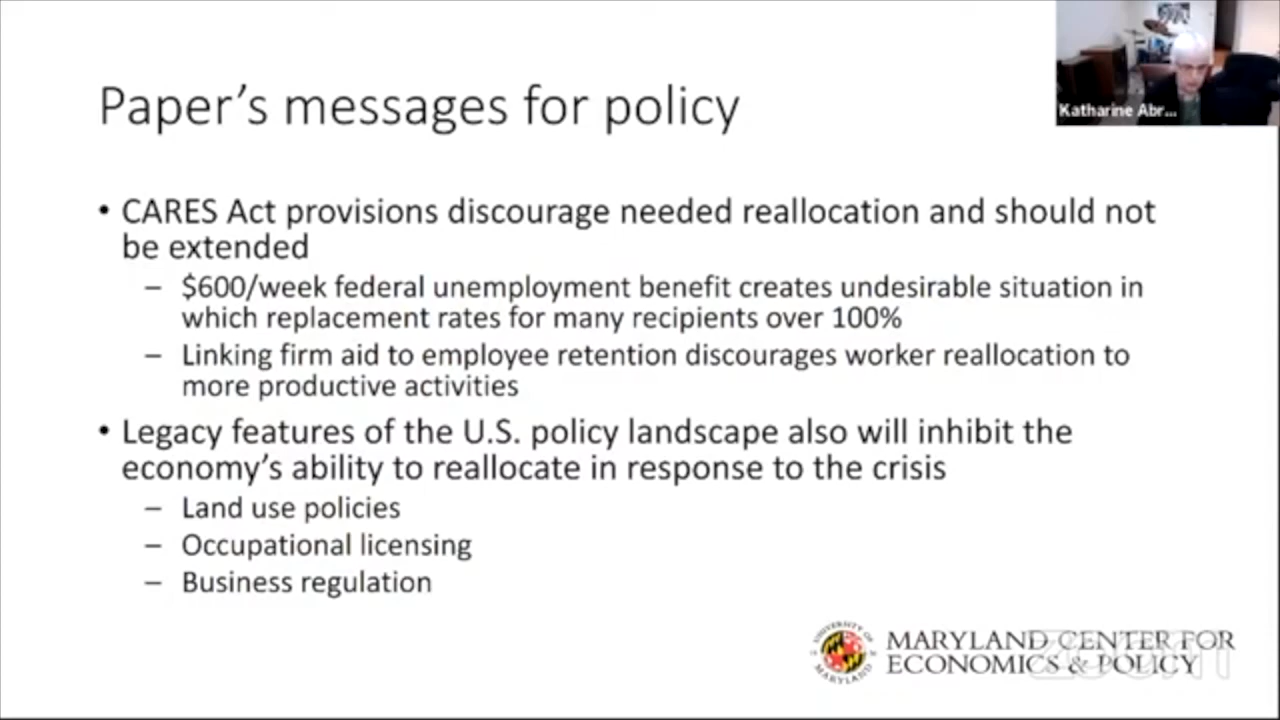 Katharine Abr...
Paper's messages for policy
• CARES Act provisions discourage needed reallocation and should not
be extended
– $600/week federal unemployment benefit creates undesirable situation in
which replacement rates for many recipients over 100%
– Linking firm aid to employee retention discourages worker reallocation to
more productive activities
• Legacy features of the U.S. policy landscape also will inhibit the
economy's ability to reallocate in response to the crisis
– Land use policies
– Occupational licensing
– Business regulation
UNIVERSITY OF
MARYLAND
MARYLAND CENTER FOR
ECONOMICS & POLICY
zoom